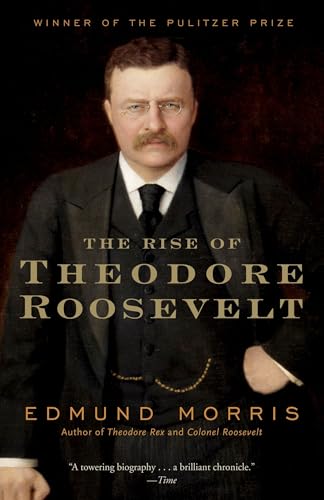 WINNER OF THE PULITZER PRIZE
THE RISE OF
THEODORE
ROOSEVELT
EDMUND MORRIS
Author of Theodore Rex and Colonel Roosevelt
“A towering biography . . . a brilliant chronicle.”
—Time